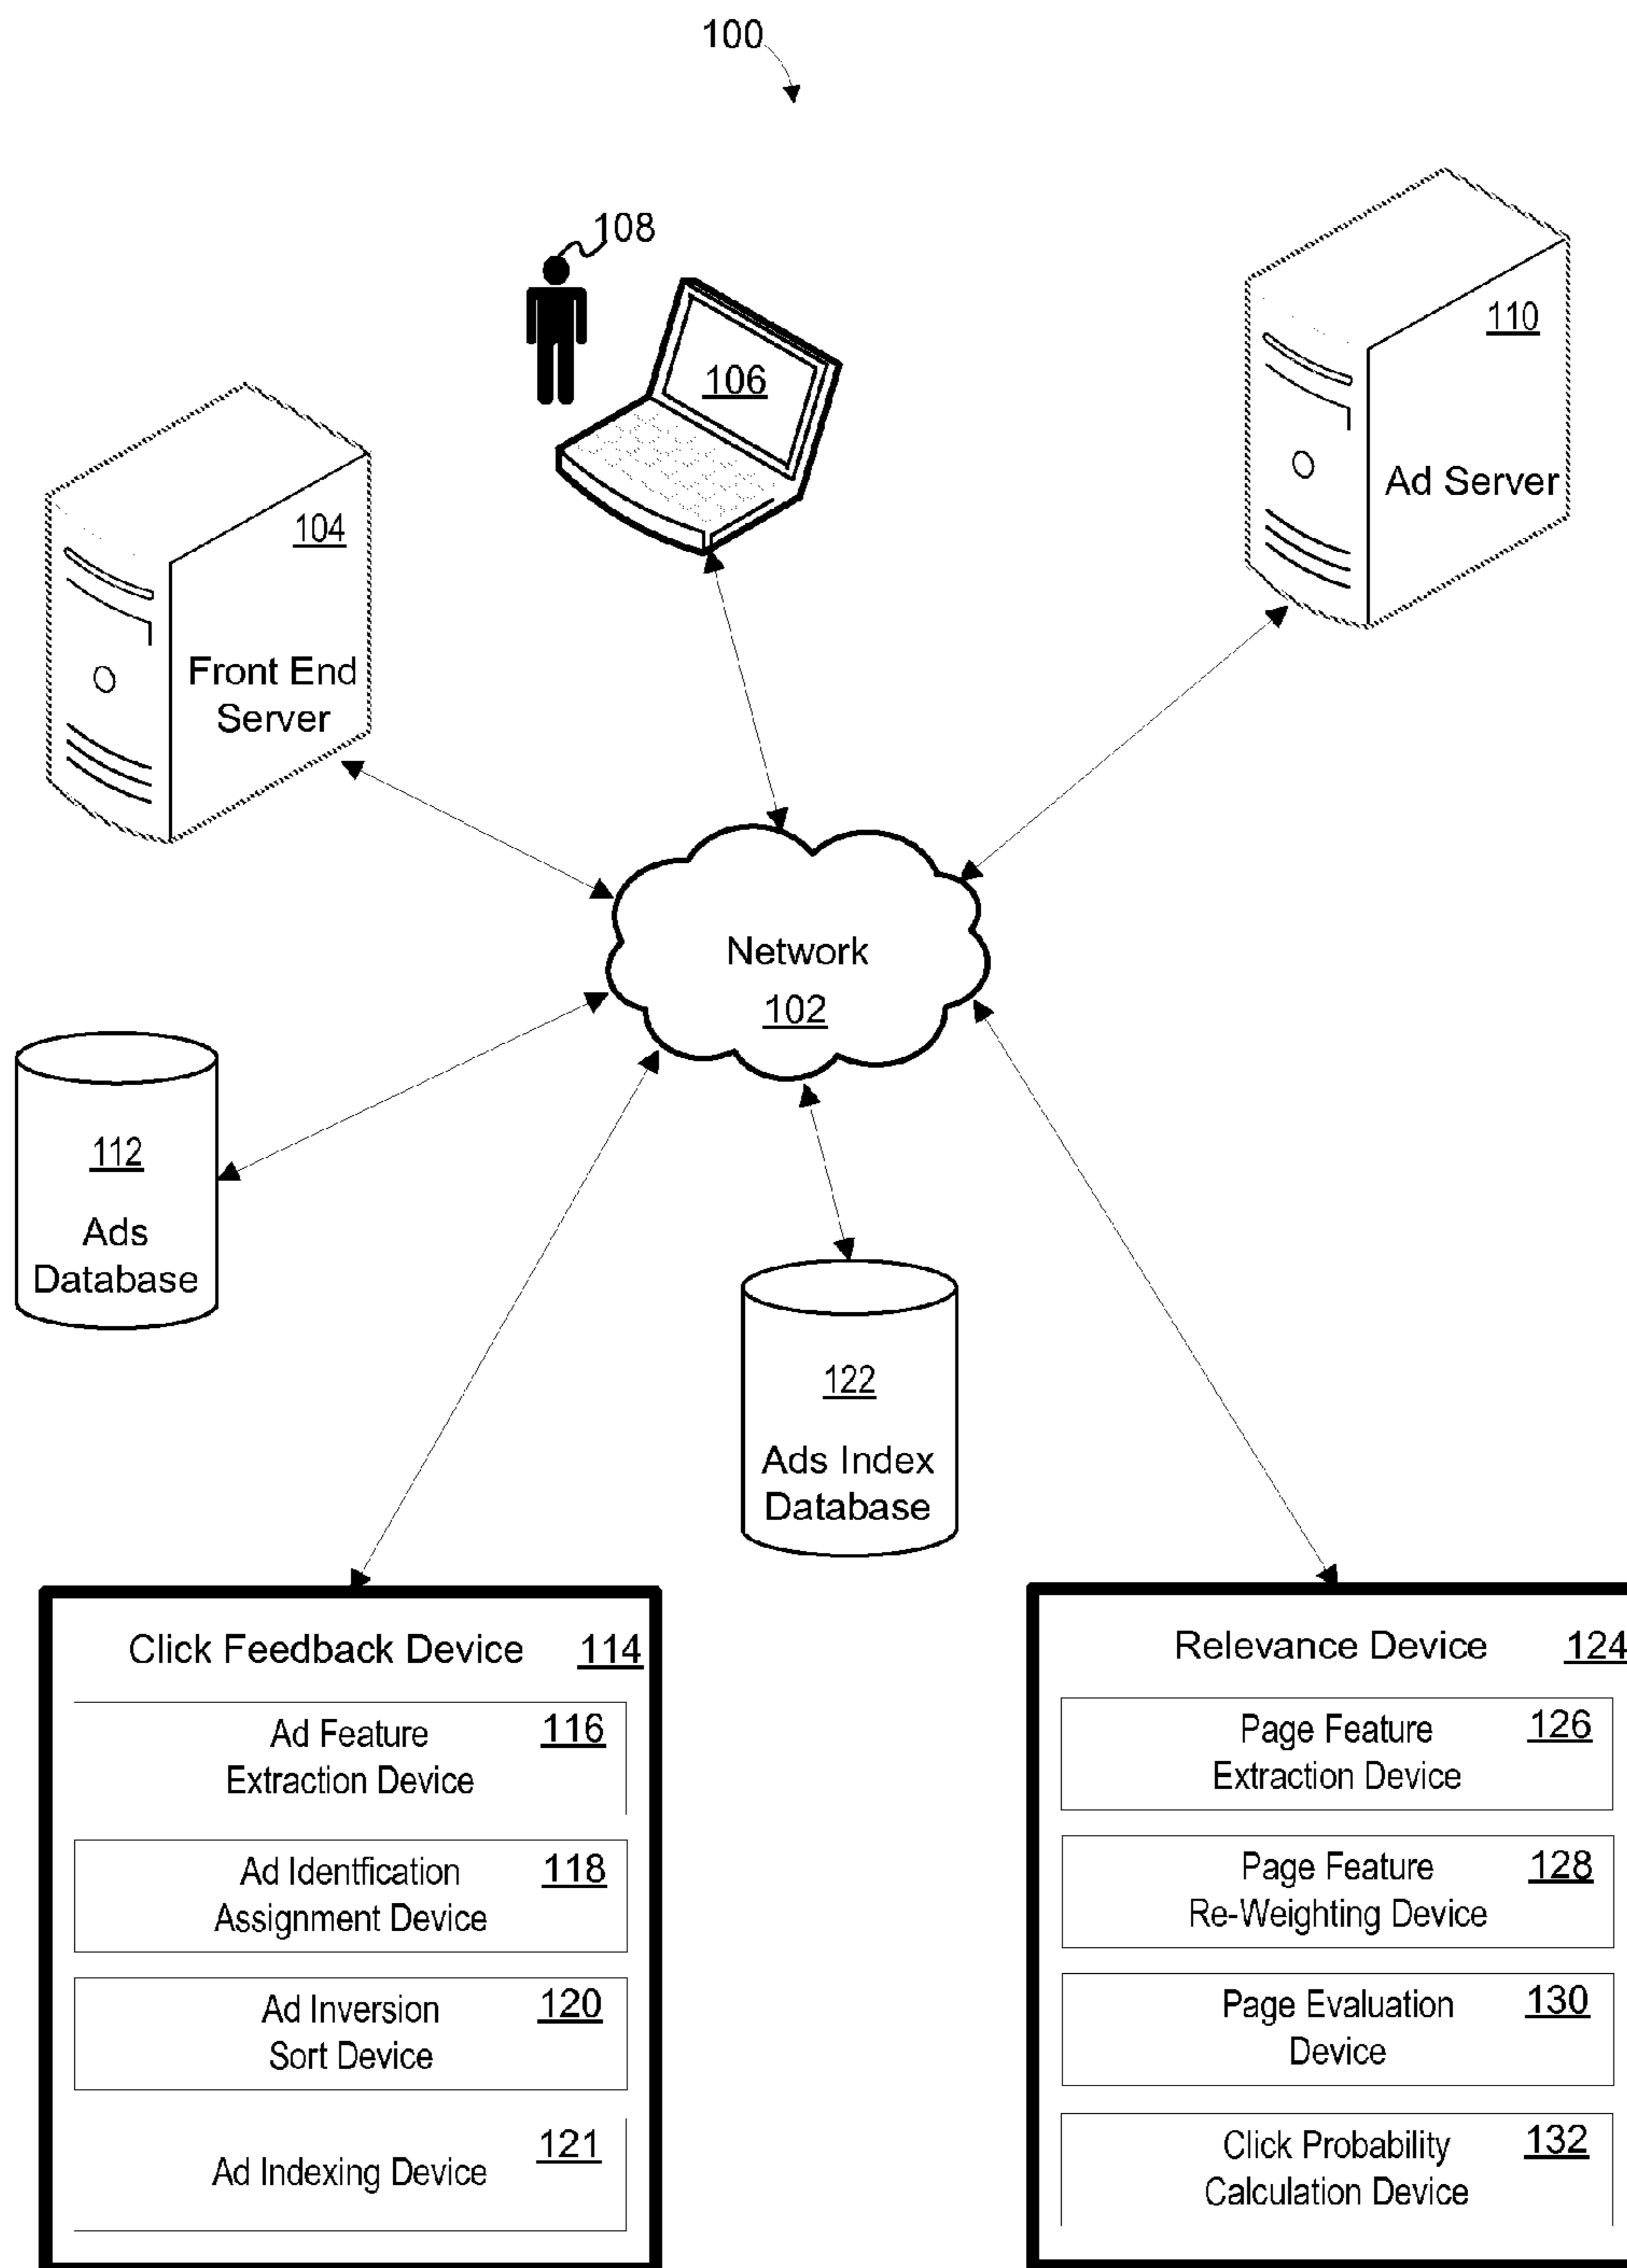 100
108
106
110
Ad Server
104
Front End
Server
Network
102
112
Ads
Database
122
Ads Index
Database
Click Feedback Device 114
Ad Feature 116
Extraction Device
Ad Identfication 118
Assignment Device
Ad Inversion 120
Sort Device
Ad Indexing Device 121
Relevance Device 124
Page Feature 126
Extraction Device
Page Feature 128
Re-Weighting Device
Page Evaluation 130
Device
Click Probability 132
Calculation Device